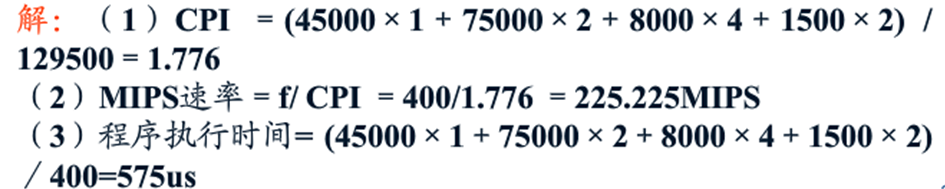 解：（1）CPI = (45000 × 1 + 75000 × 2 + 8000 × 4 + 1500 × 2) /
129500 = 1.776
（2）MIPS速率 = f/ CPI = 400/1.776 = 225.225MIPS
（3）程序执行时间= (45000 × 1 + 75000 × 2 + 8000 × 4 + 1500 × 2)
／400=575us